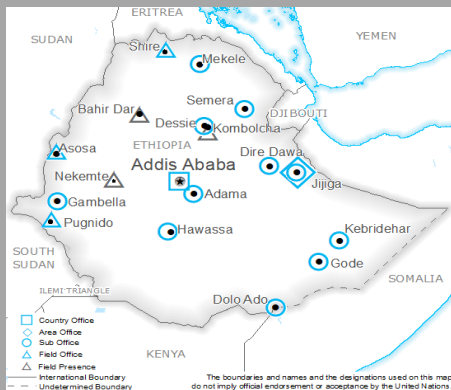 ERITREA
SUDAN
YEMEN
Shire
Mekele
Semera
Bahir Dar
DJIBOUTI
Dessie
Kombolcha
ETHIOPIA
Asosa
Dire Dawa
Addis Ababa
Nekemte
Jijiga
Adama
Gambella
Pugnido
Hawassa
Kebridehar
SOUTH
SUDAN
Gode
SOMALIA
ILEMI TRIANGLE
Dolo Ado
Country Office
Area Office
Sub Office
KENYA
Field Office
Field Presence
International Boundary
Undetermined Boundary
The boundaries and names and the designations used on this map
do not imply official endorsement or acceptance by the United Nations.